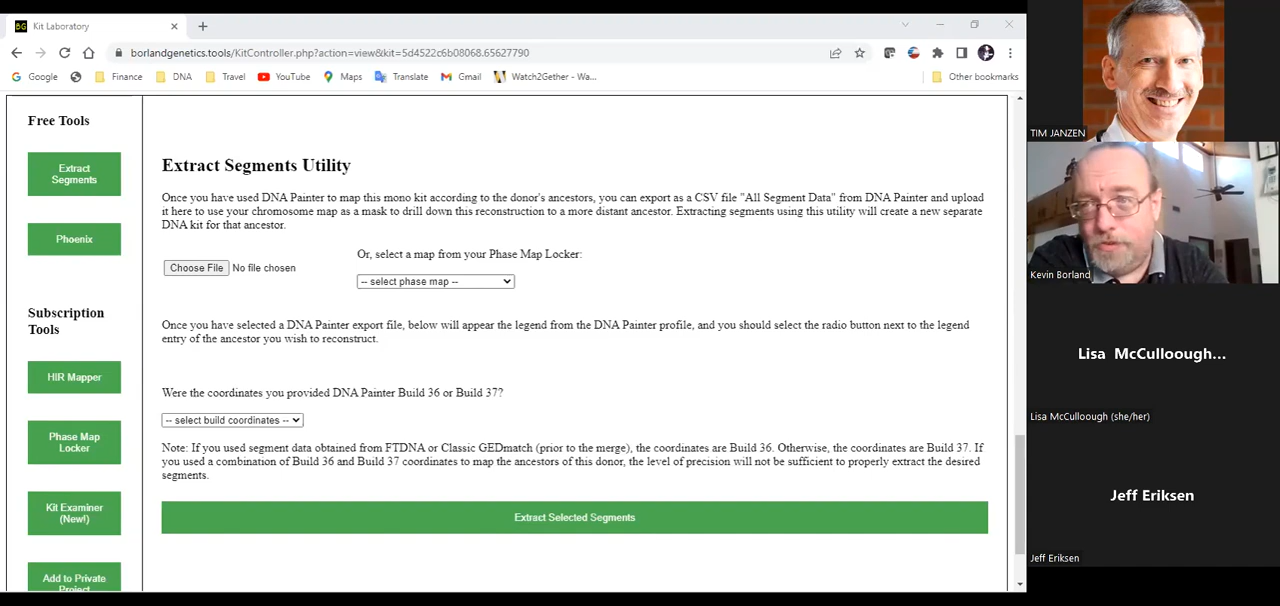 Kit Laboratory
borlandgenetics.tools/KitController.php?action=view&kit=5d4522c6b08068.65627790
Google
Finance
DNA
Travel
YouTube
Maps
Translate
Gmail
Watch2Gether - Wa...
Other bookmarks
Free Tools
Extract
Segments
Phoenix
Subscription
Tools
HIR Mapper
Phase Map
Locker
Kit Examiner
(New!)
Add to Private
Project
Extract Segments Utility
Once you have used DNA Painter to map this mono kit according to the donor's ancestors, you can export as a CSV file "All Segment Data" from DNA Painter and upload
it here to use your chromosome map as a mask to drill down this reconstruction to a more distant ancestor. Extracting segments using this utility will create a new separate
DNA kit for that ancestor.
Or, select a map from your Phase Map Locker:
Choose File No file chosen
-- select phase map --
Once you have selected a DNA Painter export file, below will appear the legend from the DNA Painter profile, and you should select the radio button next to the legend
entry of the ancestor you wish to reconstruct.
Were the coordinates you provided DNA Painter Build 36 or Build 37?
-- select build coordinates --
Note: If you used segment data obtained from FTDNA or Classic GEDmatch (prior to the merge), the coordinates are Build 36. Otherwise, the coordinates are Build 37. If
you used a combination of Build 36 and Build 37 coordinates to map the ancestors of this donor, the level of precision will not be sufficient to properly extract the desired
segments.
Extract Selected Segments
TIM JANZEN
Kevin Borland
Lisa McCulloough...
Lisa McCulloough (she/her)
Jeff Eriksen
Jeff Eriksen